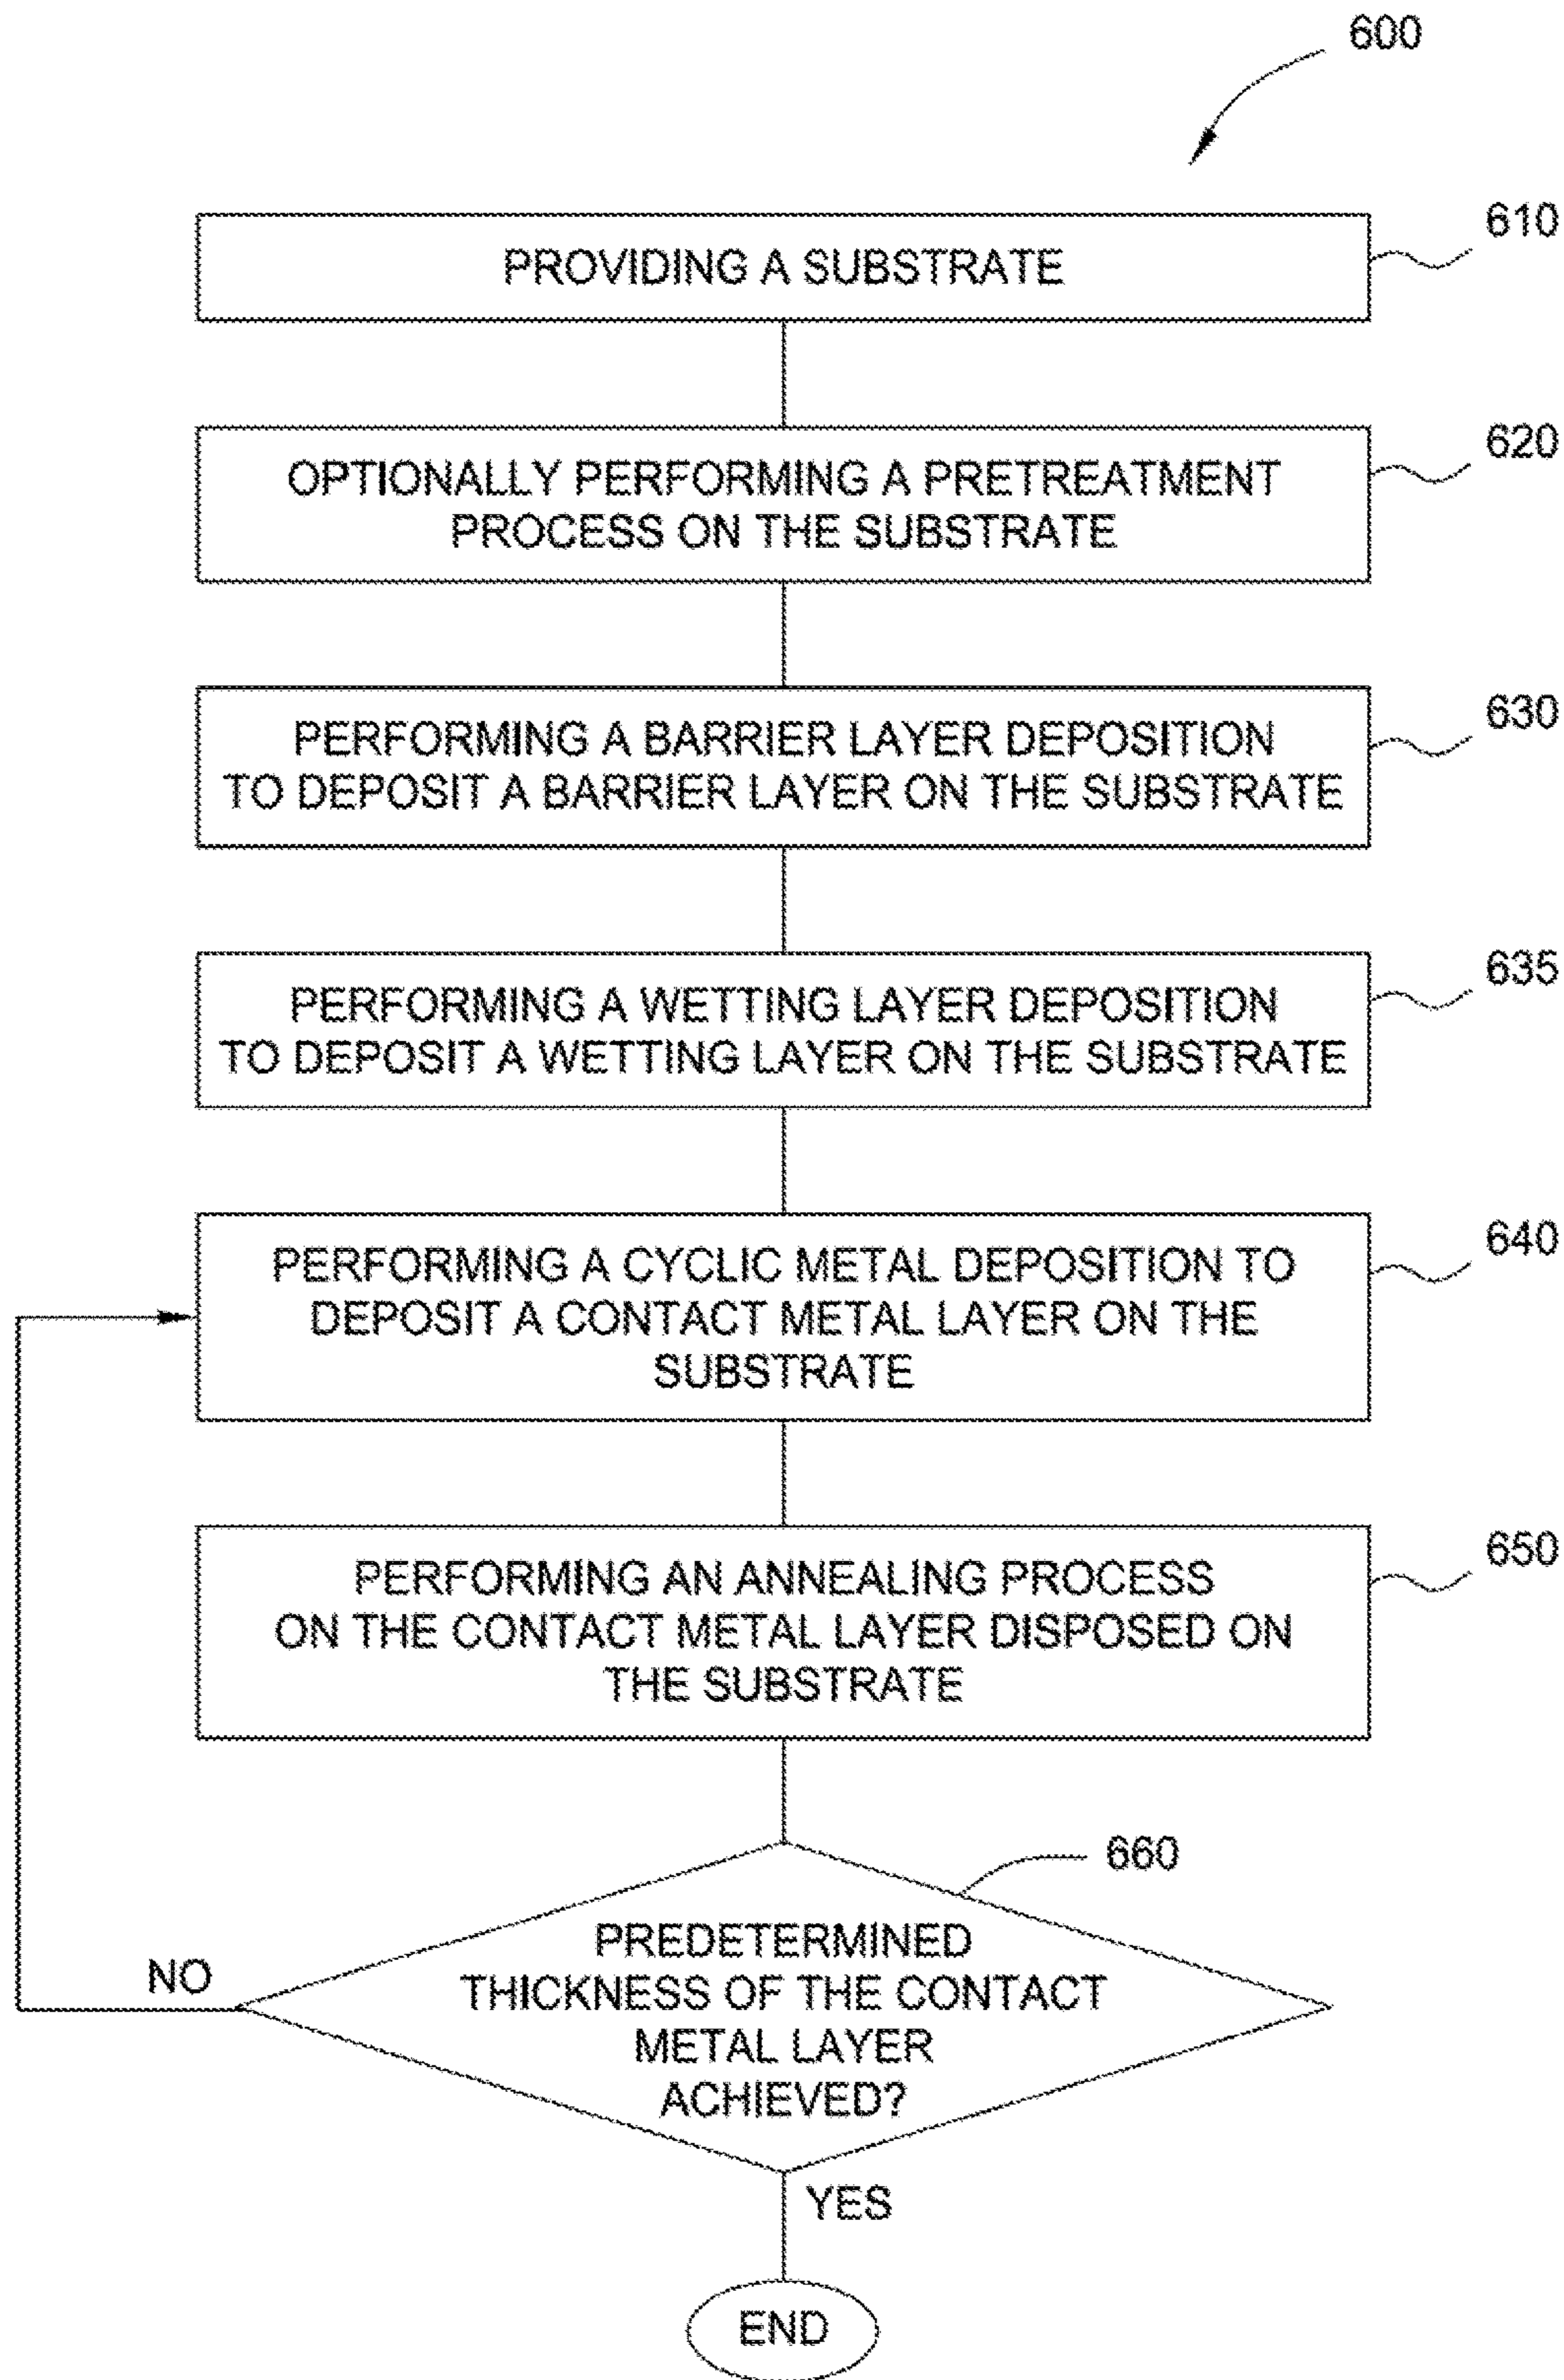 600
PROVIDING A SUBSTRATE
610
OPTIONALLY PERFORMING A PRETREATMENT
PROCESS ON THE SUBSTRATE
620
PERFORMING A BARRIER LAYER DEPOSITION
TO DEPOSIT A BARRIER LAYER ON THE SUBSTRATE
630
PERFORMING A WETTING LAYER DEPOSITION
TO DEPOSIT A WETTING LAYER ON THE SUBSTRATE
635
PERFORMING A CYCLIC METAL DEPOSITION TO
DEPOSIT A CONTACT METAL LAYER ON THE
SUBSTRATE
640
PERFORMING AN ANNEALING PROCESS
ON THE CONTACT METAL LAYER DISPOSED ON
THE SUBSTRATE
650
660
PREDETERMINED
THICKNESS OF THE CONTACT
METAL LAYER
ACHIEVED?
NO
YES
END